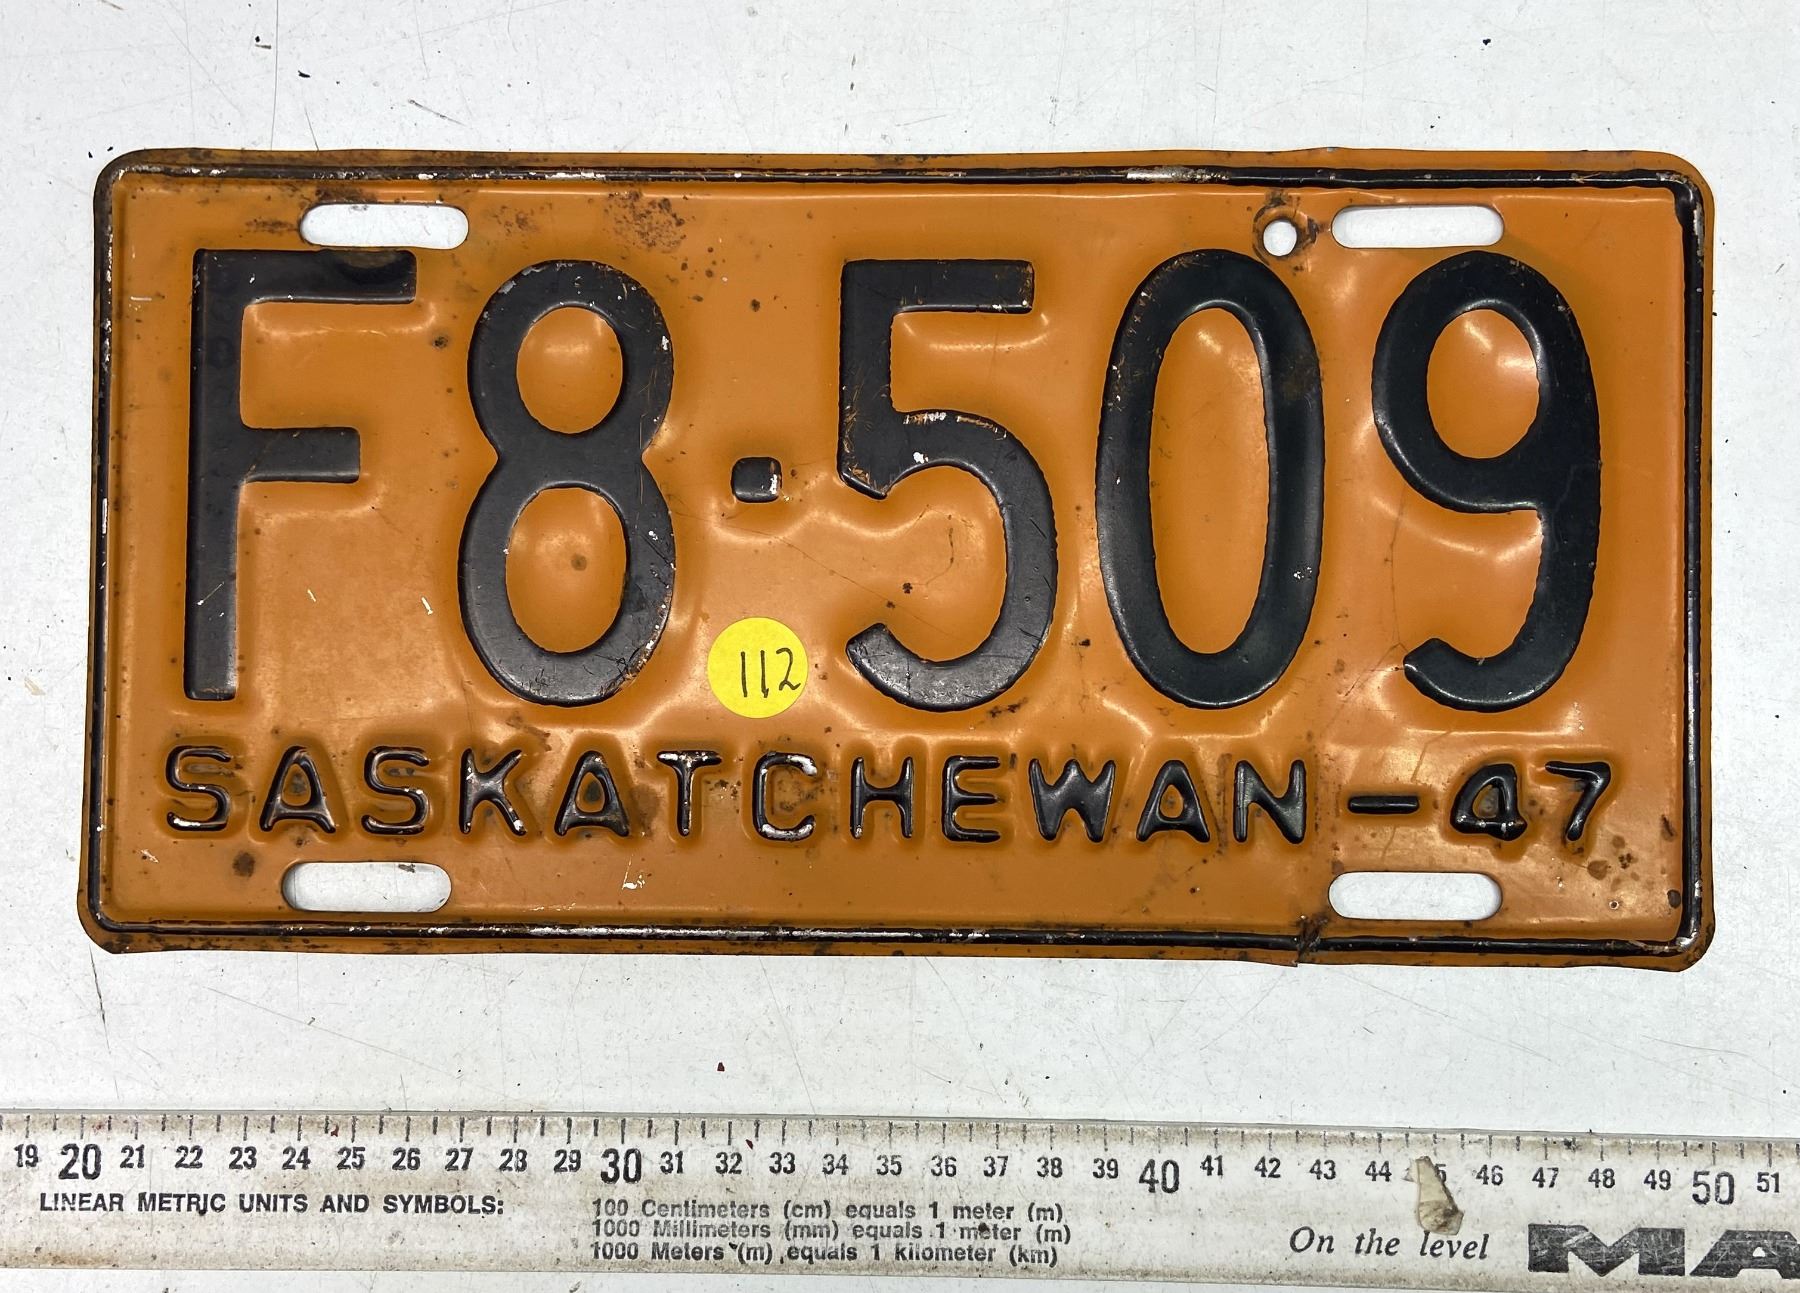 F8·509
112
SASKATCHEWAN-47
19 20 21 22 23 24 25 26 27 28 29 30 31 32 33 34 35 36 37 38 39 40 41 42 43 44 45 46 47 48 49 50 51
LINEAR METRIC UNITS AND SYMBOLS: 100 Centimeters (cm) equals 1 meter (m)
1000 Millimeters (mm) equals 1 meter (m)
1000 Meters (m) equals 1 kilometer (km)
On the level